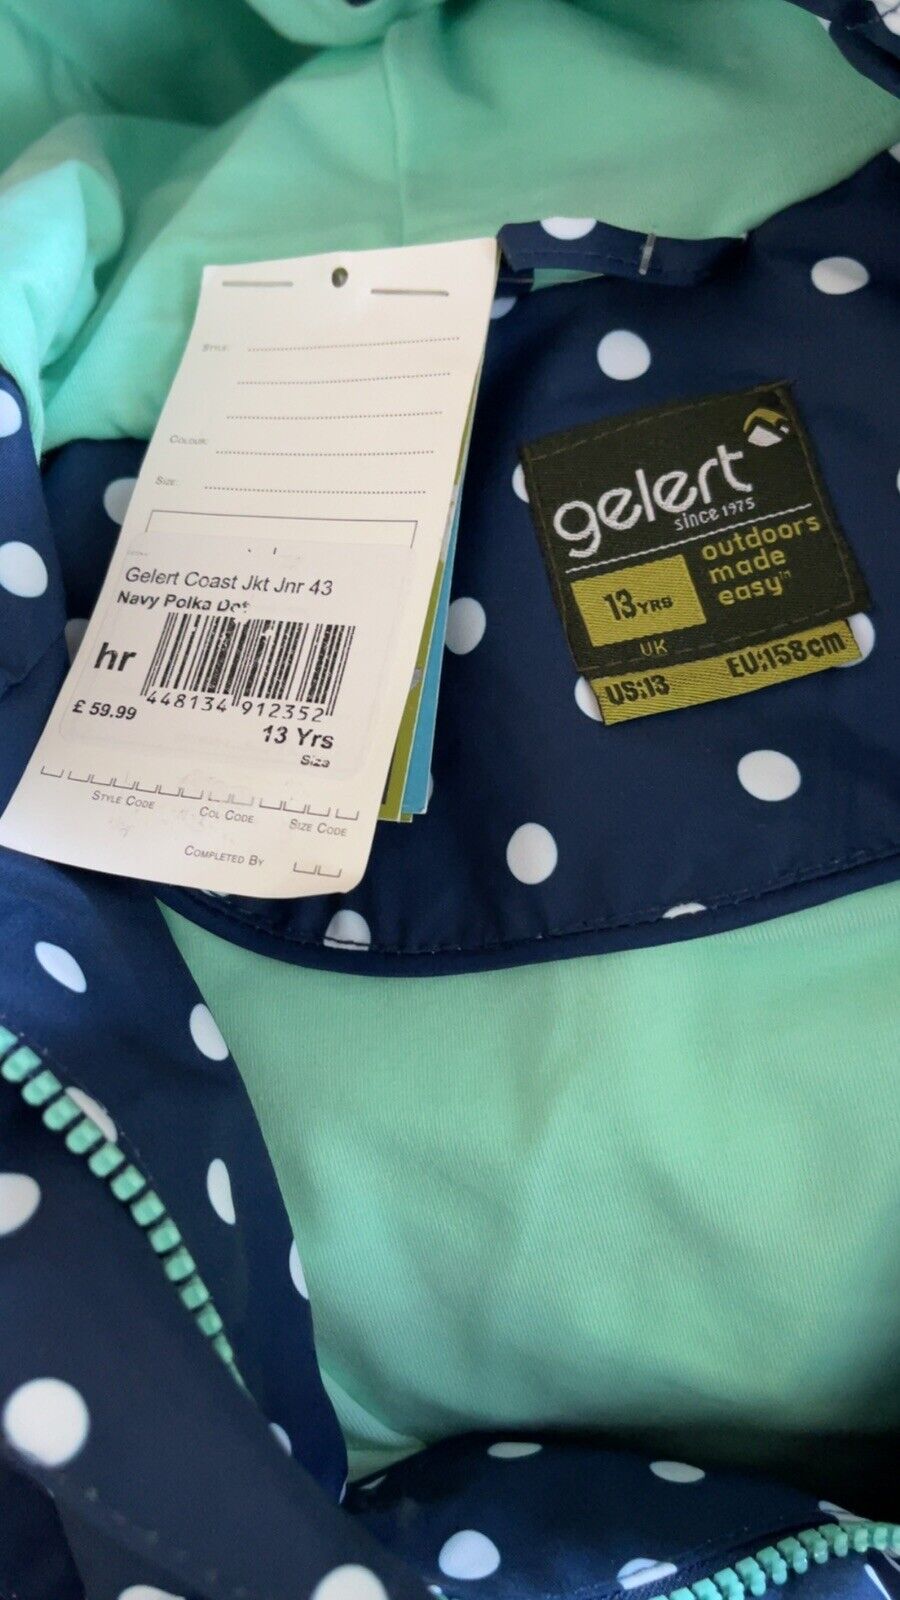 STYLE:
COLOUR:
SIZE:
Gelert Coast Jkt Jnr 43
Navy Polka Dot
hr
448134 912352
£ 59.99
13 Yrs
Size
STYLE CODE
COL CODE
SIZE CODE
COMPLETED BY
gelert
since 1975
outdoors
made
easy™
13 YRS
UK
US:13
EU:158cm